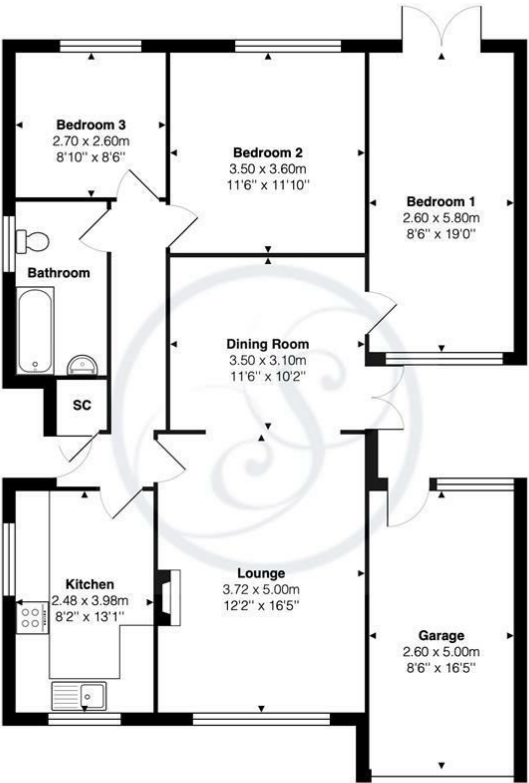 Bedroom 3
2.70 x 2.60m
8'10" x 8'6"
Bedroom 2
3.50 x 3.60m
11'6" x 11'10"
Bedroom 1
2.60 x 5.80m
8'6" x 19'0"
Bathroom
Dining Room
3.50 x 3.10m
11'6" x 10'2"
SC
Kitchen
2.48 x 3.98m
8'2" x 13'1"
Lounge
3.72 x 5.00m
12'2" x 16'5"
Garage
2.60 x 5.00m
8'6" x 16'5"